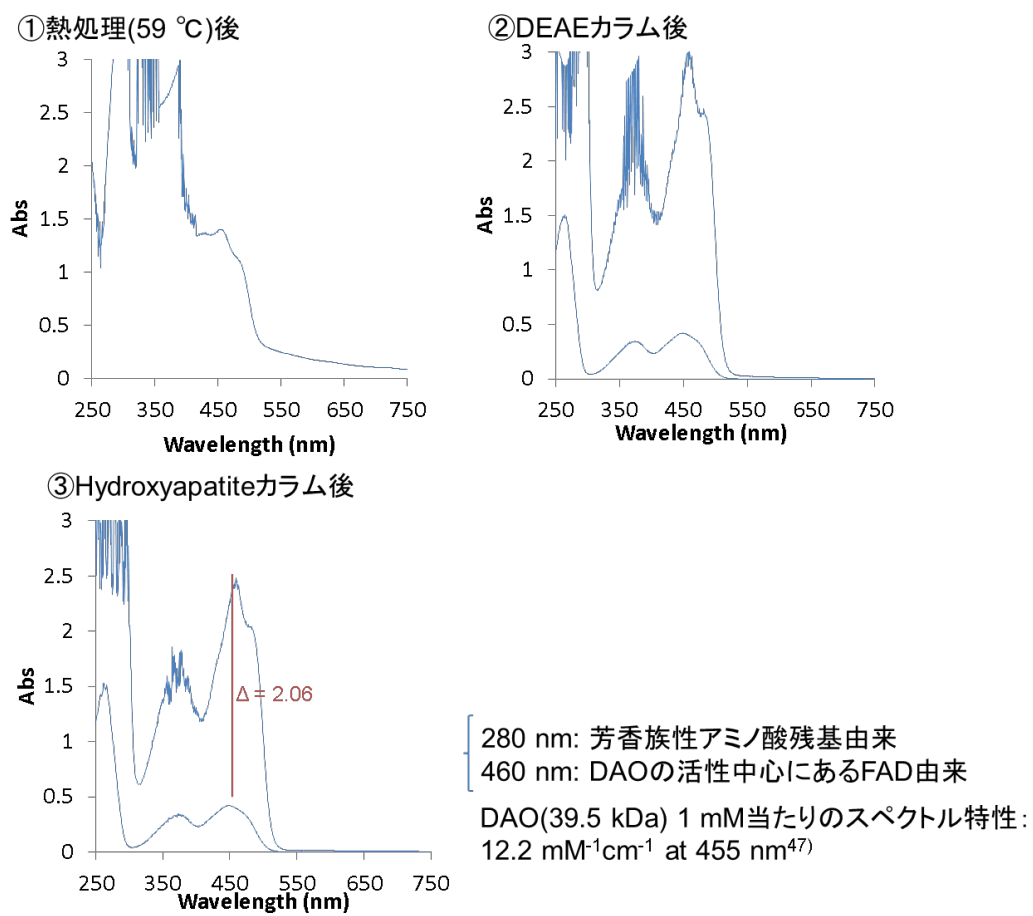 ①熱処理(59 ℃)後
3
2.5
2
1.5
1
0.5
0
Abs
250 350 450 550 650 750
Wavelength (nm)
②DEAEカラム後
3
2.5
2
1.5
1
0.5
0
Abs
250 350 450 550 650 750
Wavelength (nm)
③Hydroxyapatiteカラム後
3
2.5
2
1.5
1
0.5
0
Abs
Δ = 2.06
250 350 450 550 650 750
Wavelength (nm)
280 nm: 芳香族性アミノ酸残基由来
460 nm: DAOの活性中心にあるFAD由来
DAO(39.5 kDa) 1 mM当たりのスペクトル特性:
12.2 mM⁻¹cm⁻¹ at 455 nm⁴⁷⁾